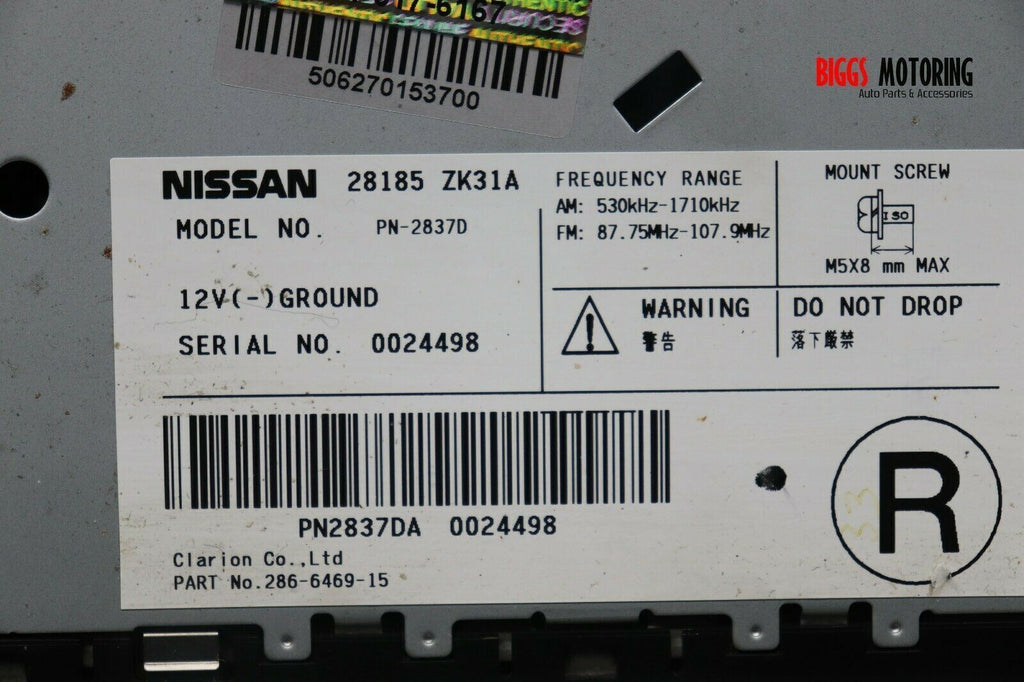 AUTHENTIC
506270153700
BIGGS MOTORING
Auto Parts & Accessories
NISSAN 28185 ZK31A
MODEL NO. PN-2837D
12V(-)GROUND
SERIAL NO. 0024498
FREQUENCY RANGE
AM: 530kHz-1710kHz
FM: 87.75MHz-107.9MHz
MOUNT SCREW
ISO
M5X8 mm MAX
WARNING
警告
DO NOT DROP
落下厳禁
PN2837DA 0024498
R
Clarion Co.,Ltd
PART No.286-6469-15